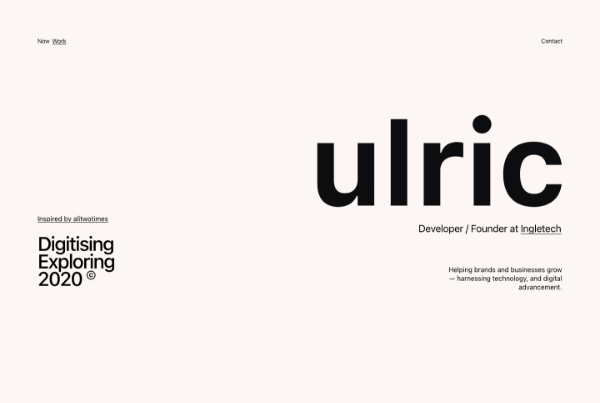 Now Work
Contact
ulric
Developer / Founder at Ingletech
Inspired by alitwotimes
Digitising
Exploring
2020 ©
Helping brands and businesses grow
— harnessing technology, and digital
advancement.